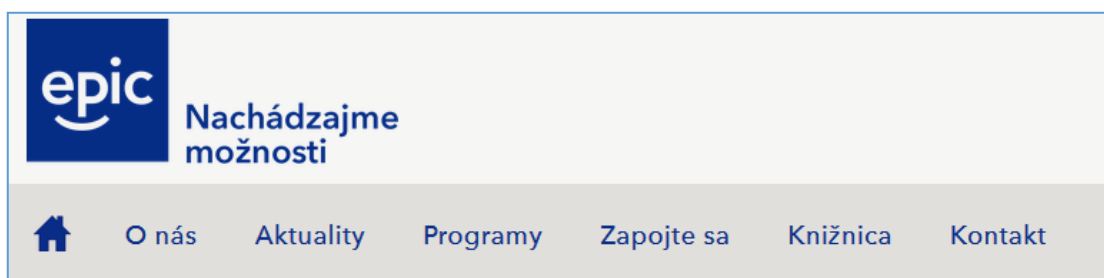 epic
Nachádzajme
možnosti
O nás Aktuality Programy Zapojte sa Knižnica Kontakt